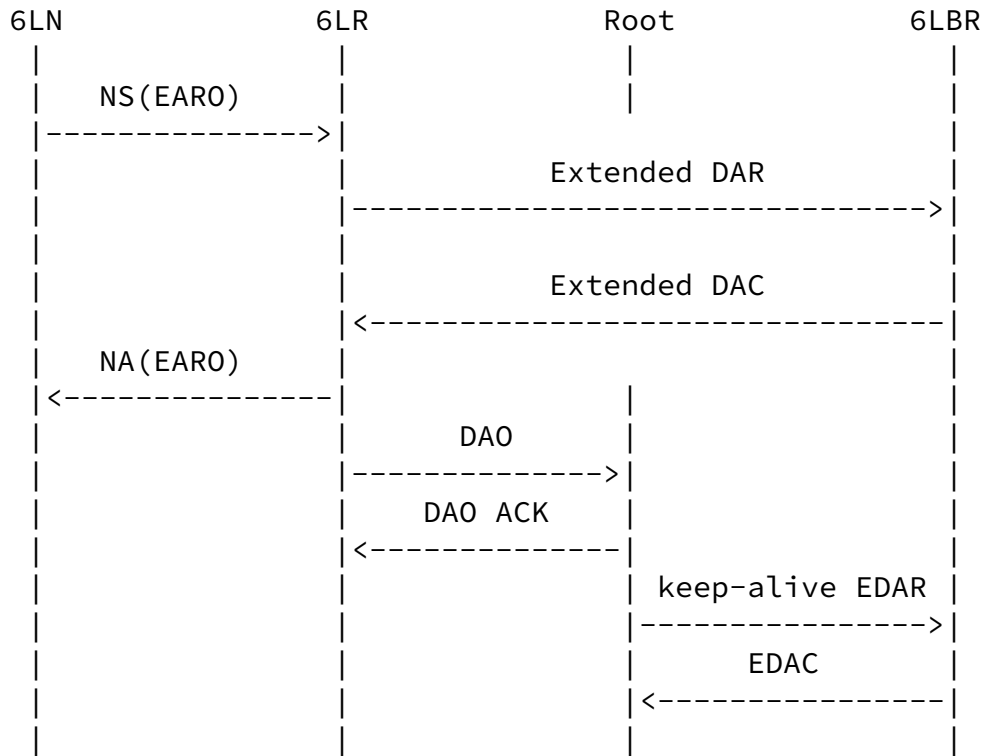 6LN 6LR Root 6LBR
NS(EARO)
Extended DAR
Extended DAC
NA(EARO)
DAO
DAO ACK
keep-alive EDAR
EDAC